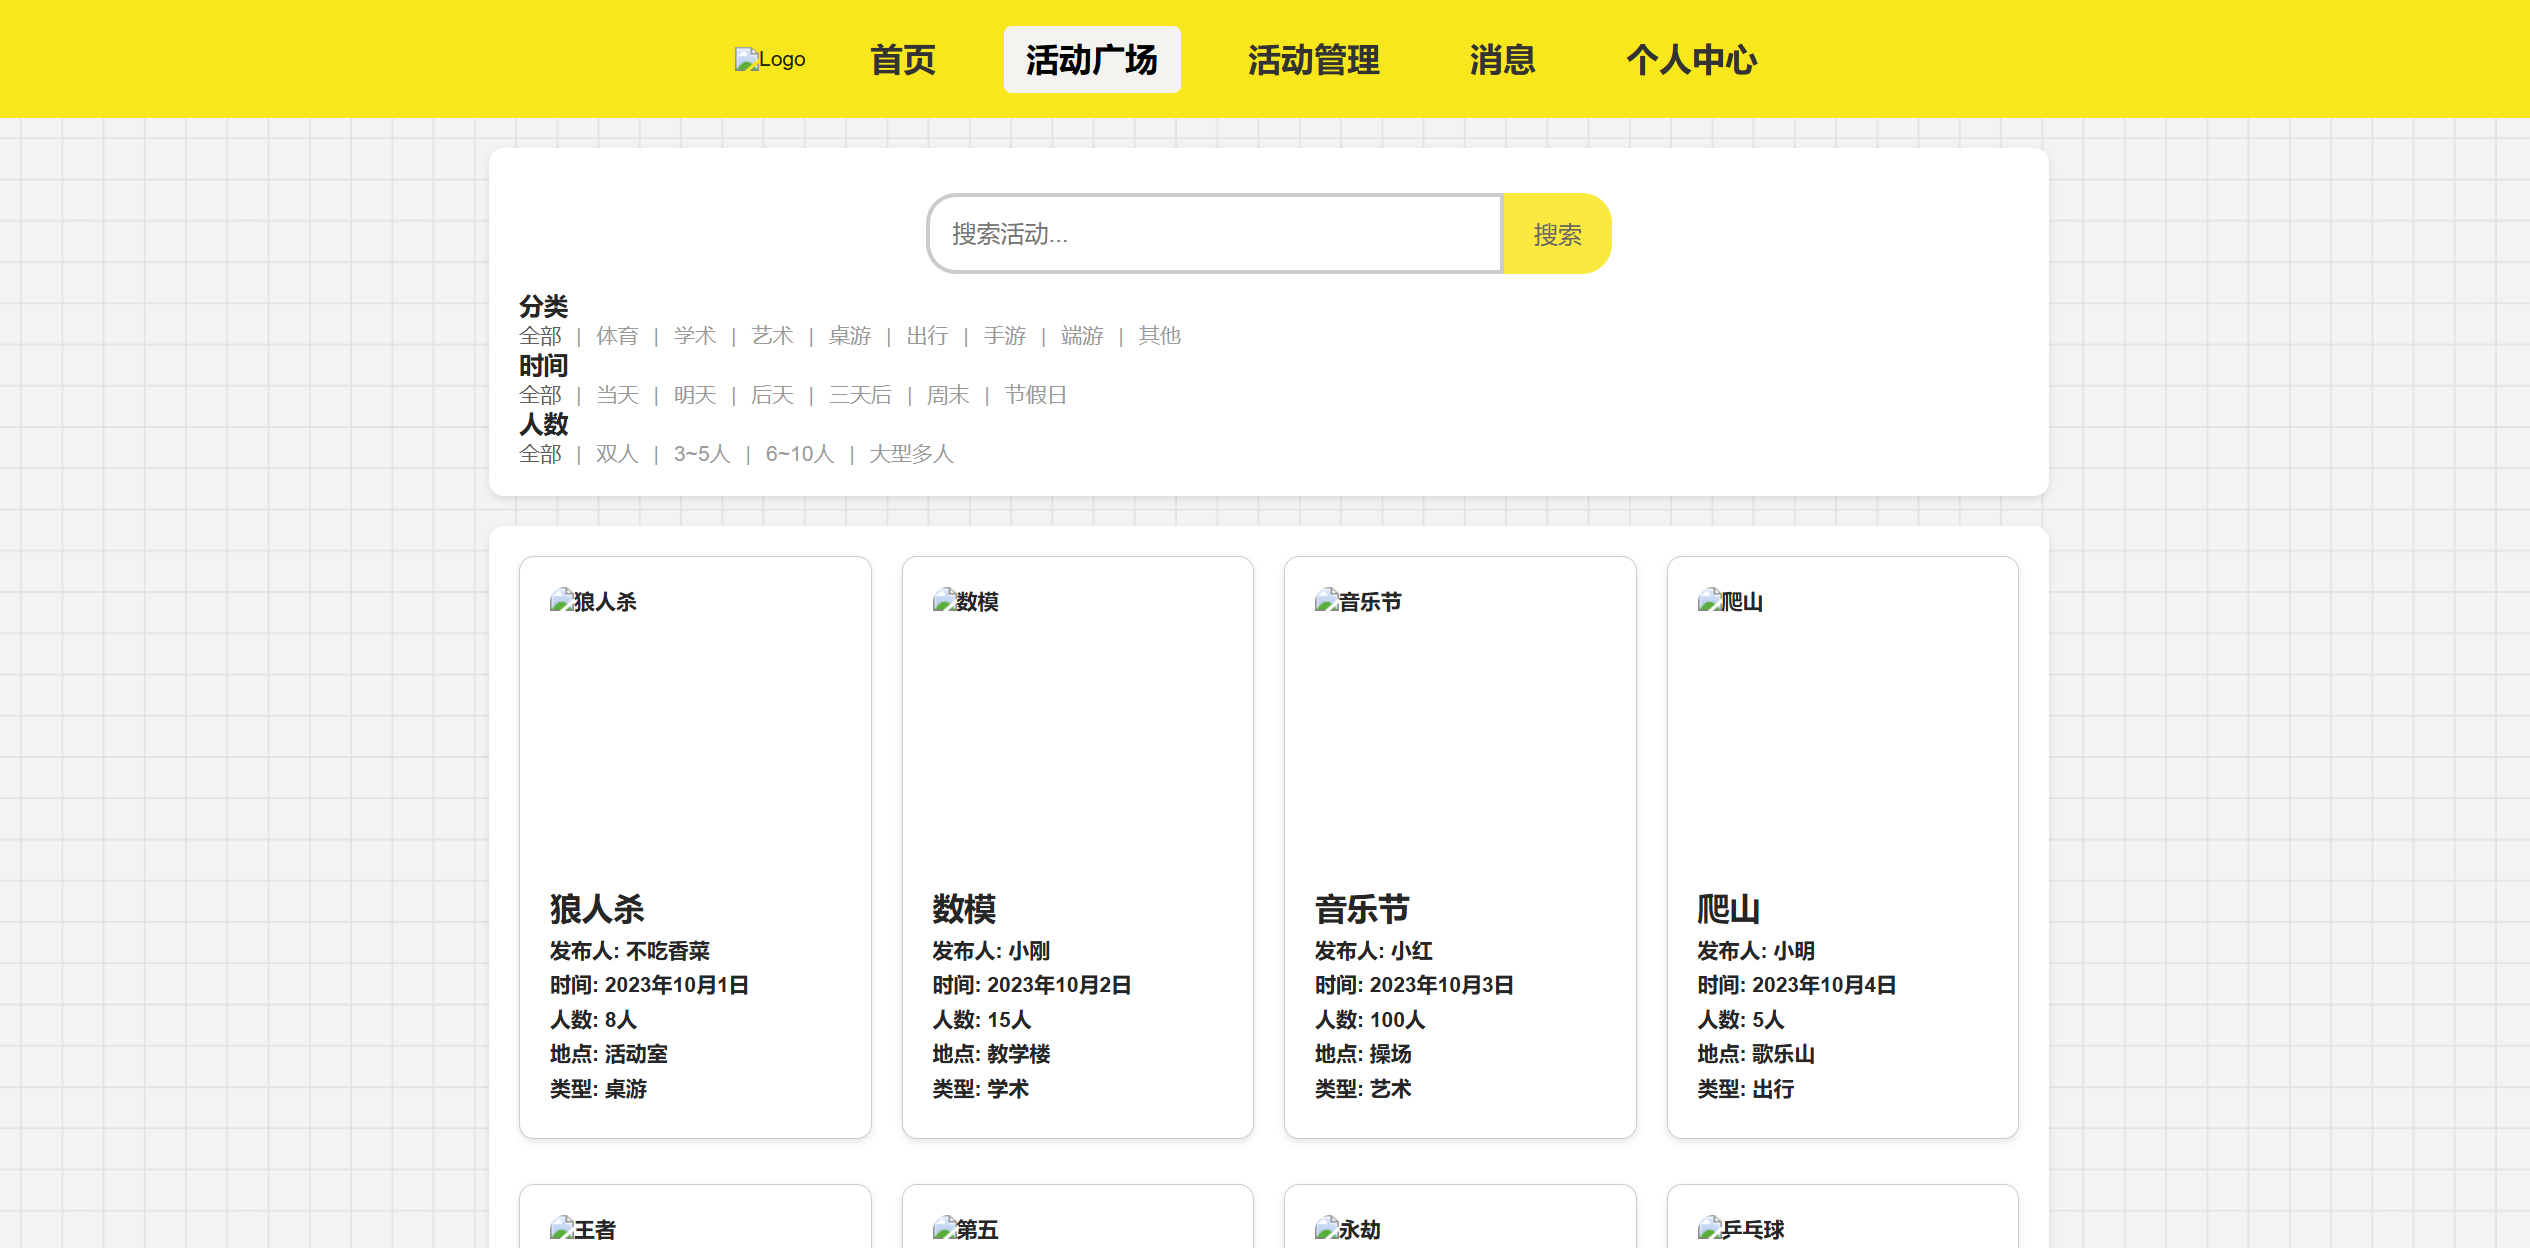 Logo 首页 活动广场 活动管理 消息 个人中心
搜索活动... 搜索
分类
全部 | 体育 | 学术 | 艺术 | 桌游 | 出行 | 手游 | 端游 | 其他
时间
全部 | 当天 | 明天 | 后天 | 三天后 | 周末 | 节假日
人数
全部 | 双人 | 3~5人 | 6~10人 | 大型多人
狼人杀
狼人杀
发布人: 不吃香菜
时间: 2023年10月1日
人数: 8人
地点: 活动室
类型: 桌游
数模
数模
发布人: 小刚
时间: 2023年10月2日
人数: 15人
地点: 教学楼
类型: 学术
音乐节
音乐节
发布人: 小红
时间: 2023年10月3日
人数: 100人
地点: 操场
类型: 艺术
爬山
爬山
发布人: 小明
时间: 2023年10月4日
人数: 5人
地点: 歌乐山
类型: 出行
王者
第五
永劫
乒乓球